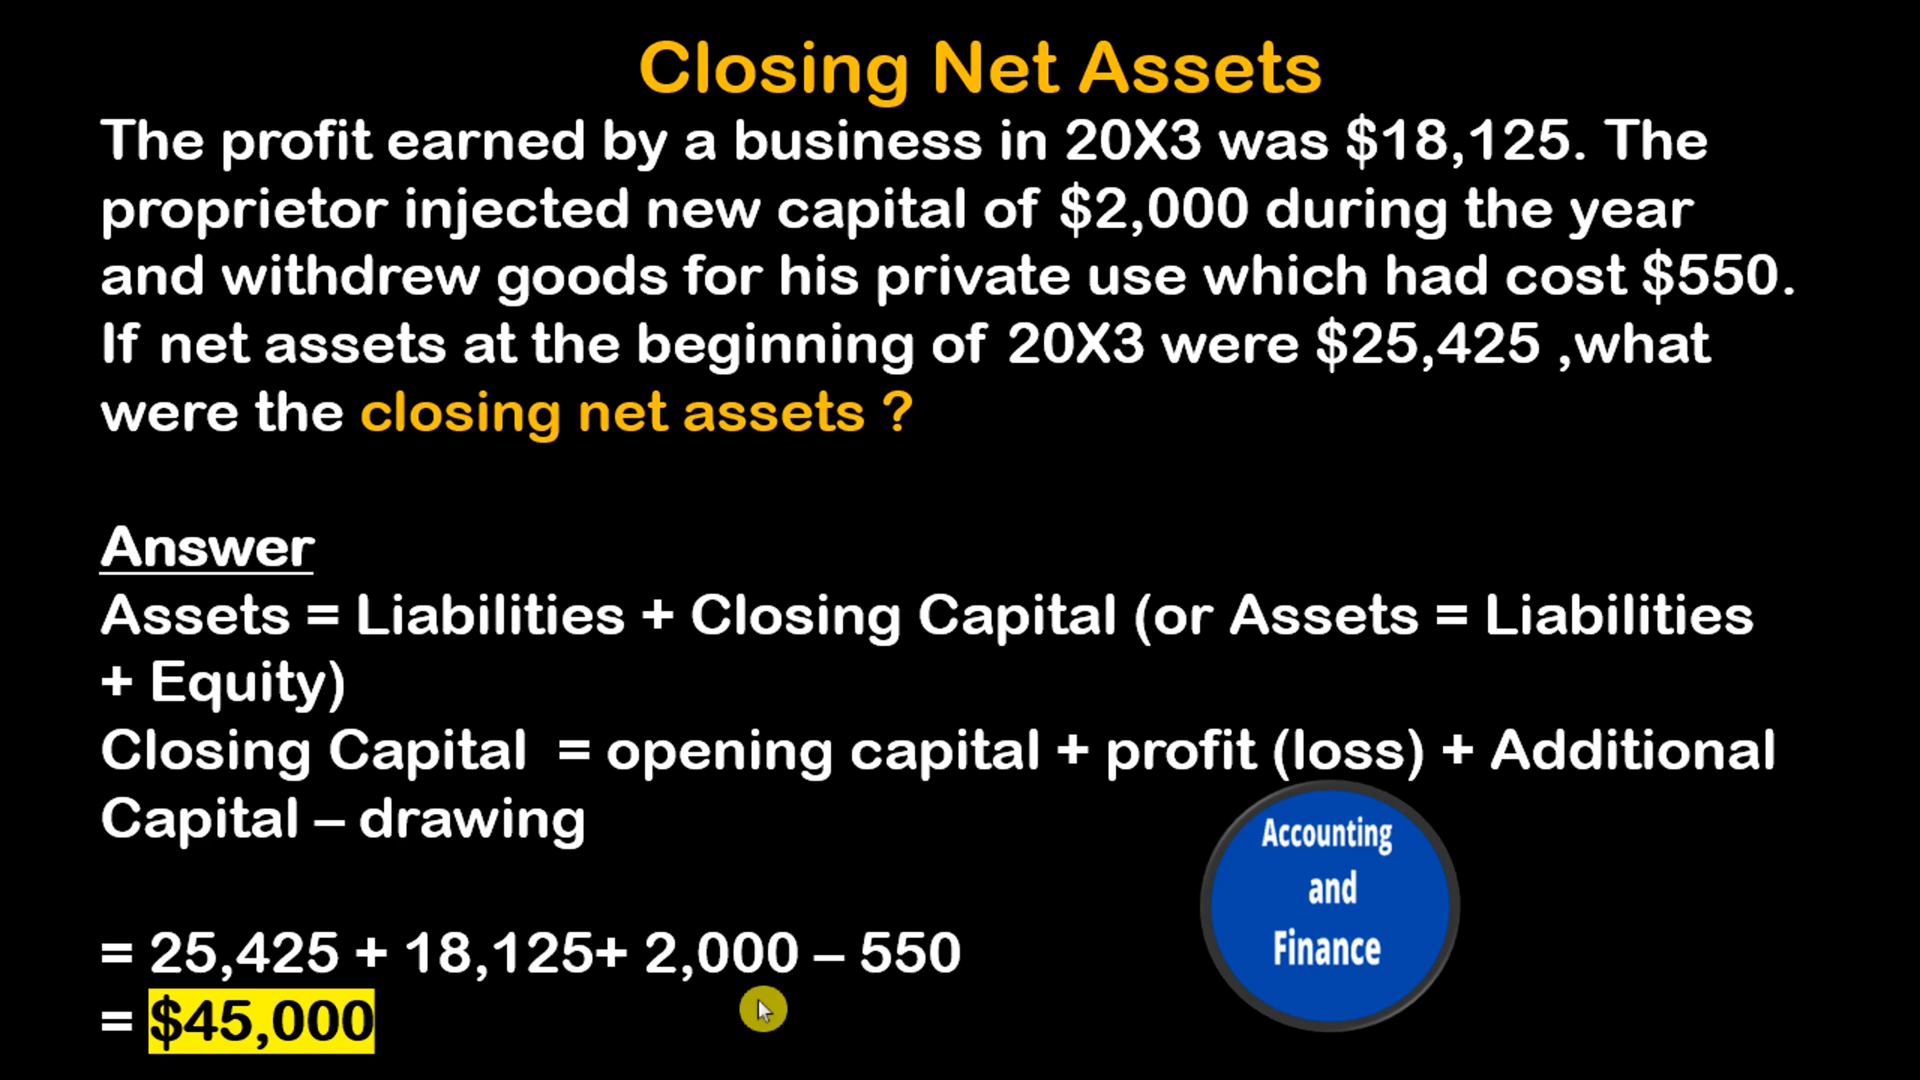 Closing Net Assets
The profit earned by a business in 20X3 was $18,125. The
proprietor injected new capital of $2,000 during the year
and withdrew goods for his private use which had cost $550.
If net assets at the beginning of 20X3 were $25,425 ,what
were the closing net assets ?
Answer
Assets = Liabilities + Closing Capital (or Assets = Liabilities
+ Equity)
Closing Capital  = opening capital + profit (loss) + Additional
Capital – drawing
= 25,425 + 18,125+ 2,000 – 550
= $45,000
Accounting
and
Finance